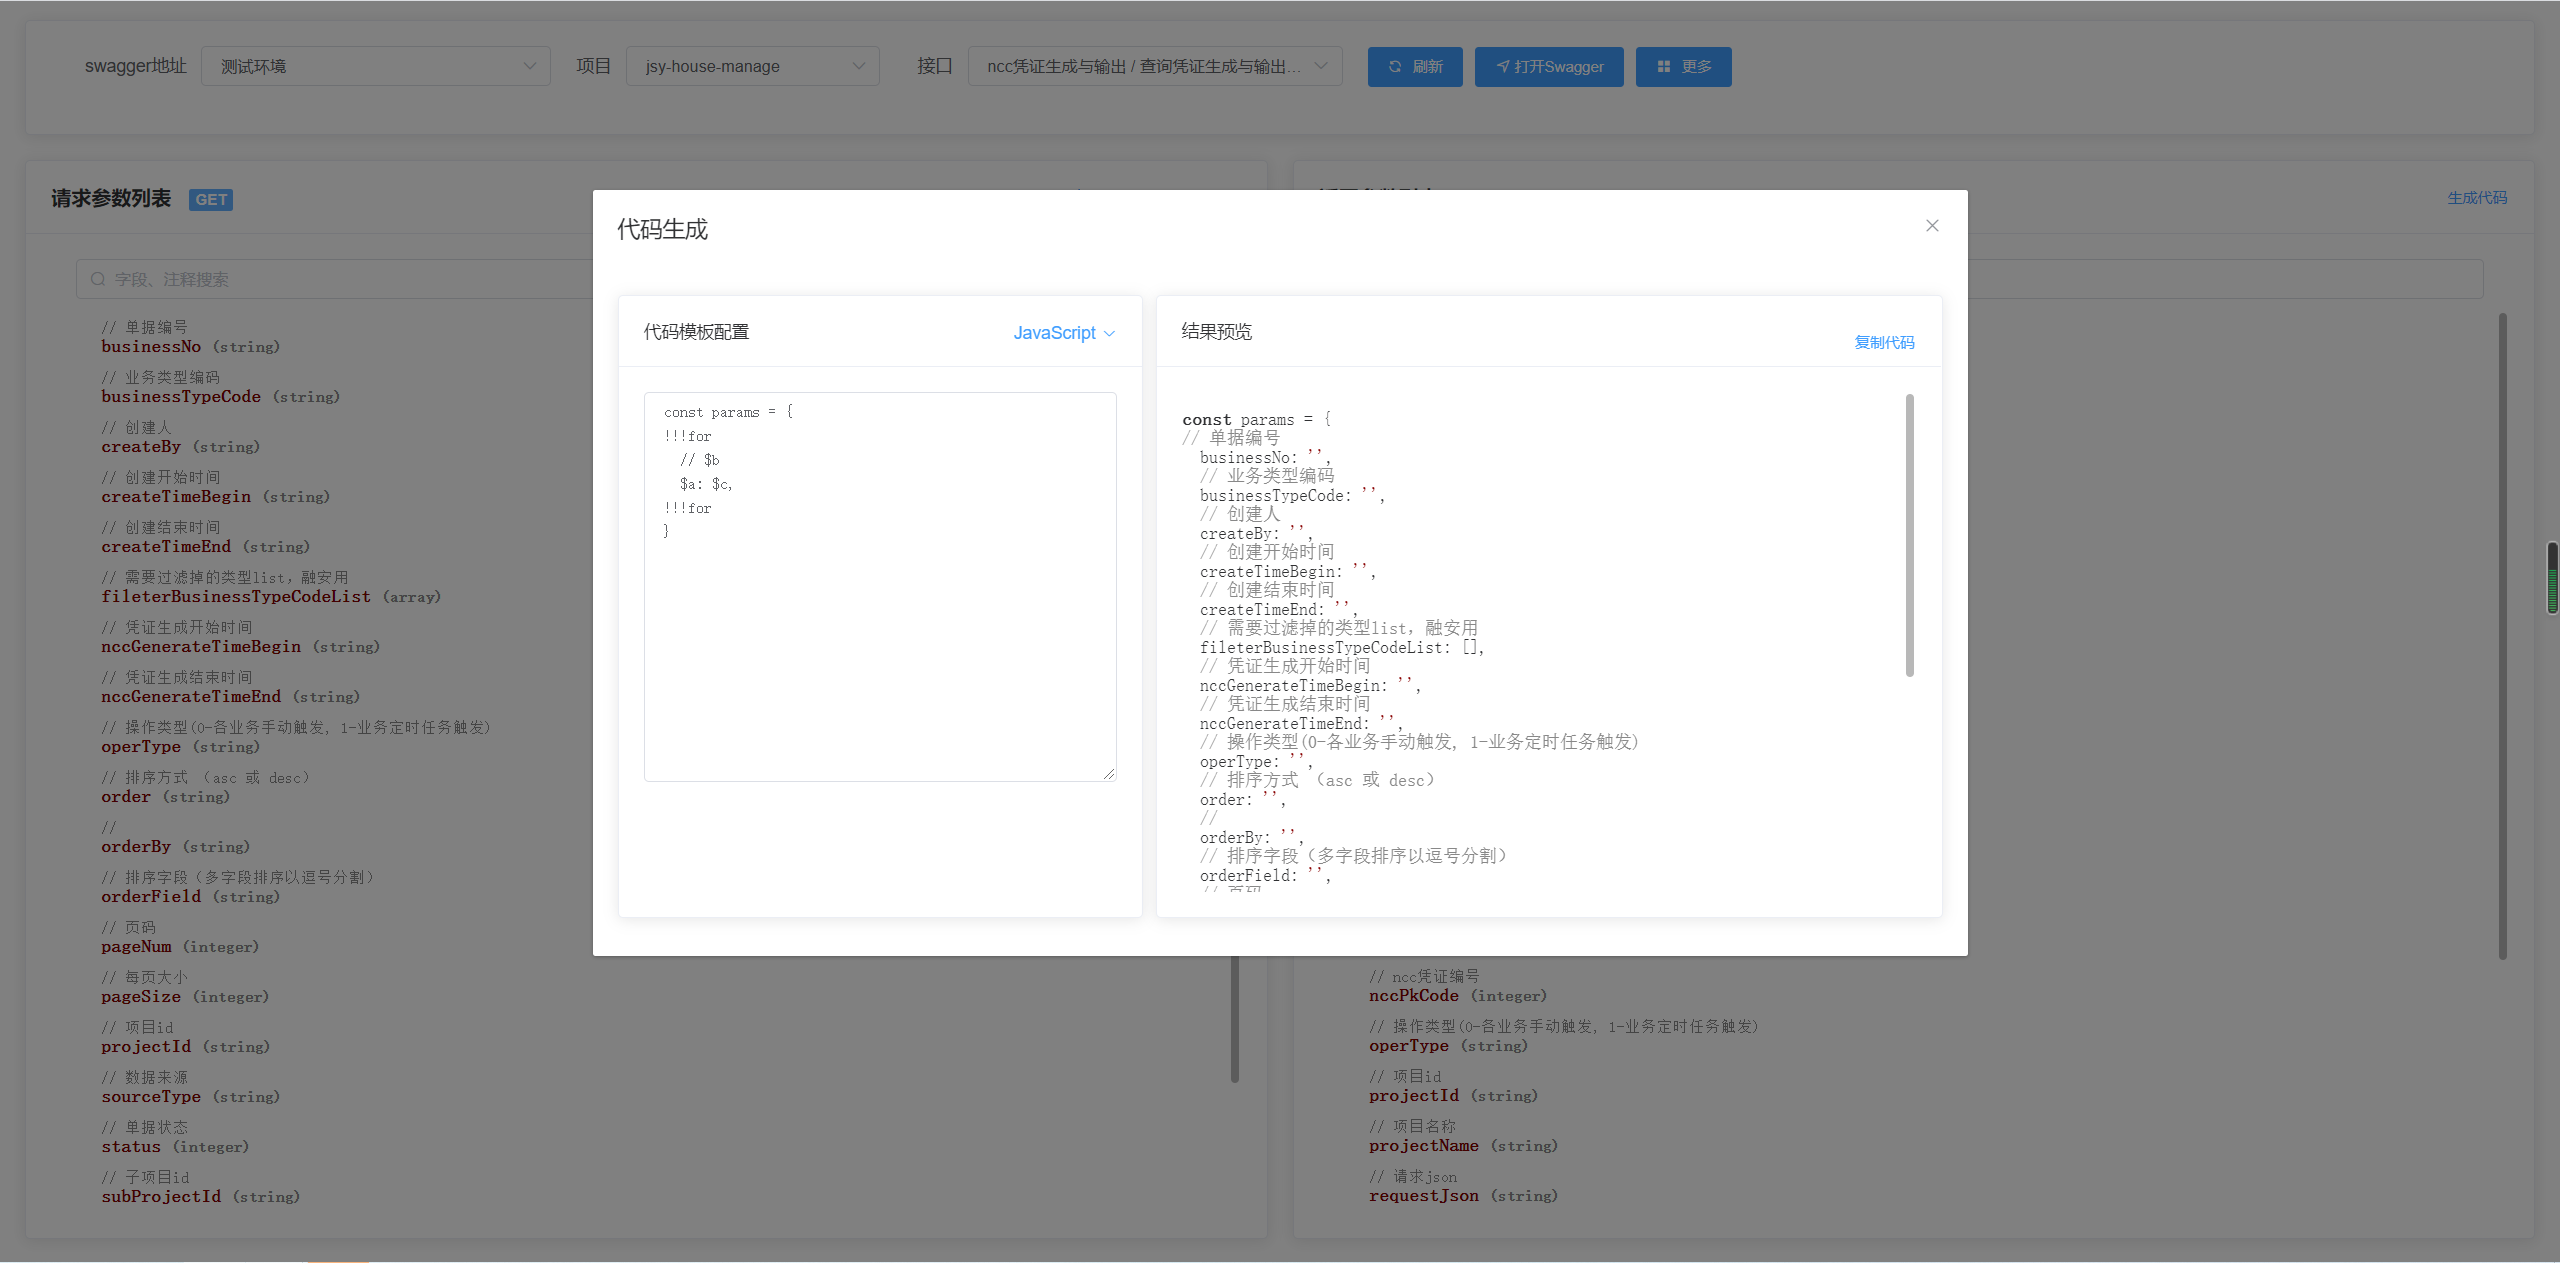 swagger地址
测试环境
项目
jsy-house-manage
接口
ncc凭证生成与输出 / 查询凭证生成与输出...
刷新
打开Swagger
更多
请求参数列表
GET
生成代码
字段、注释搜索
// 单据编号
businessNo (string)
// 业务类型编码
businessTypeCode (string)
// 创建人
createBy (string)
// 创建开始时间
createTimeBegin (string)
// 创建结束时间
createTimeEnd (string)
// 需要过滤掉的类型list，融安用
fileterBusinessTypeCodeList (array)
// 凭证生成开始时间
nccGenerateTimeBegin (string)
// 凭证生成结束时间
nccGenerateTimeEnd (string)
// 操作类型(0-各业务手动触发, 1-业务定时任务触发)
operType (string)
// 排序方式 （asc 或 desc）
order (string)
//
orderBy (string)
// 排序字段（多字段排序以逗号分割）
orderField (string)
// 页码
pageNum (integer)
// 每页大小
pageSize (integer)
// 项目id
projectId (string)
// 数据来源
sourceType (string)
// 单据状态
status (integer)
// 子项目id
subProjectId (string)
代码生成
代码模板配置
JavaScript
const params = {
!!!for
// $b
$a: $c,
!!!for
}
结果预览
复制代码
const params = {
// 单据编号
businessNo: '',
// 业务类型编码
businessTypeCode: '',
// 创建人
createBy: '',
// 创建开始时间
createTimeBegin: '',
// 创建结束时间
createTimeEnd: '',
// 需要过滤掉的类型list，融安用
fileterBusinessTypeCodeList: [],
// 凭证生成开始时间
nccGenerateTimeBegin: '',
// 凭证生成结束时间
nccGenerateTimeEnd: '',
// 操作类型(0-各业务手动触发, 1-业务定时任务触发)
operType: '',
// 排序方式 （asc 或 desc）
order: '',
//
orderBy: '',
// 排序字段（多字段排序以逗号分割）
orderField: '',
// 页码
// ncc凭证编号
nccPkCode (integer)
// 操作类型(0-各业务手动触发, 1-业务定时任务触发)
operType (string)
// 项目id
projectId (string)
// 项目名称
projectName (string)
// 请求json
requestJson (string)